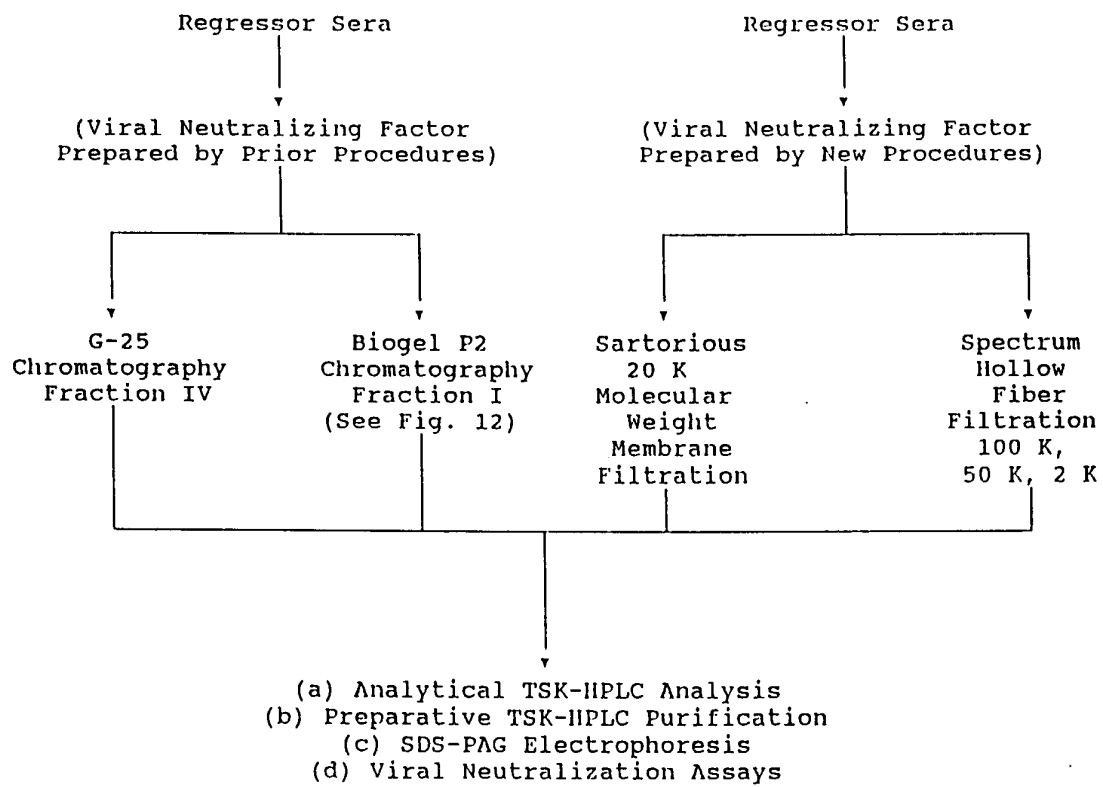 Regressor Sera
Regressor Sera
(Viral Neutralizing Factor
Prepared by Prior Procedures)
(Viral Neutralizing Factor
Prepared by New Procedures)
G-25
Chromatography
Fraction IV
Biogel P2
Chromatography
Fraction I
(See Fig. 12)
Sartorious
20 K
Molecular
Weight
Membrane
Filtration
Spectrum
Hollow
Fiber
Filtration
100 K,
50 K, 2 K
(a) Analytical TSK-HPLC Analysis
(b) Preparative TSK-HPLC Purification
(c) SDS-PAG Electrophoresis
(d) Viral Neutralization Assays